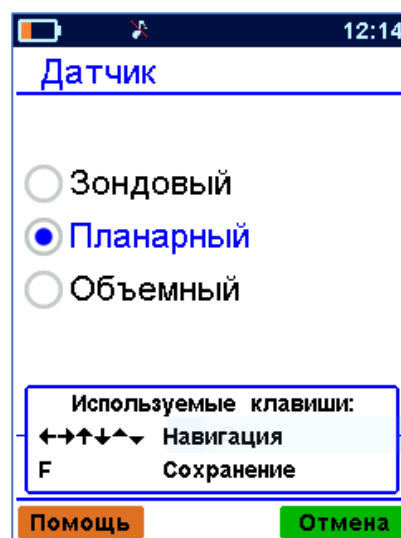 12:14
Датчик
Зондовый
Планарный
Объемный
Используемые клавиши:
←→↑↓ Навигация
F Сохранение
Помощь Отмена